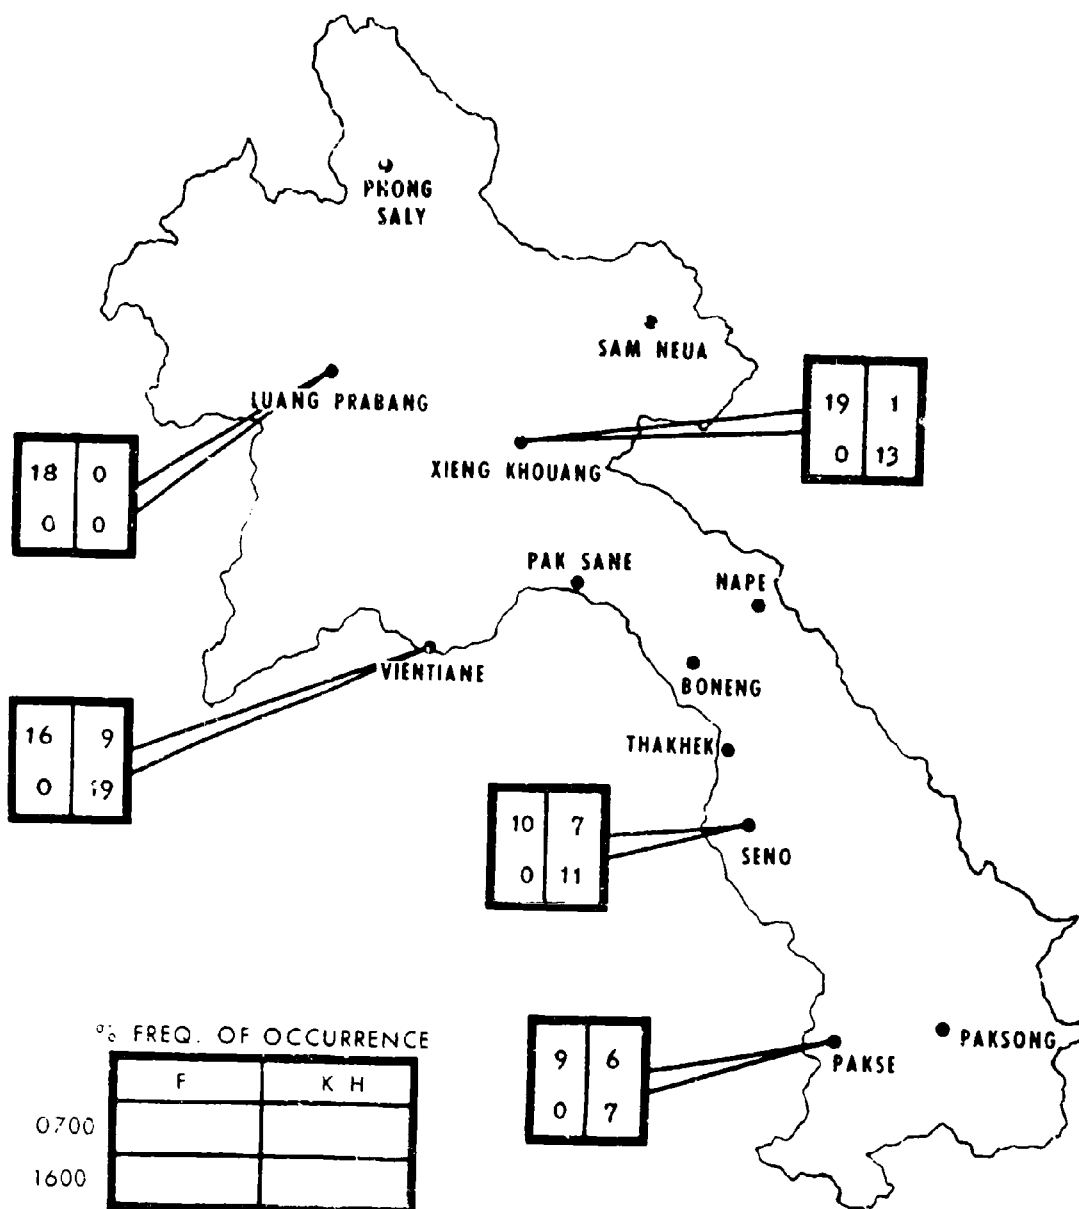 PHONG
SALY
SAM NEUA
LUANG PRABANG
19 1
0 13
XIENG KHOUANG
18 0
0 0
PAK SANE
NAPE
VIENTIANE
BONENG
16 9
0 19
THAKHEK
10 7
0 11
SENO
% FREQ. OF OCCURRENCE
F K H
0700
1600
9 6
0 7
PAKSE
PAKSONG